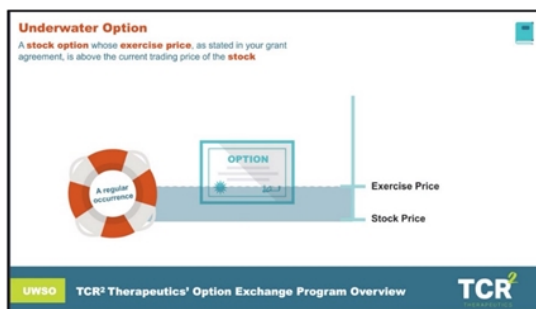 Underwater Option
A stock option whose exercise price, as stated in your grant
agreement, is above the current trading price of the stock
OPTION
A regular
occurrence
Exercise Price
Stock Price
UWSO
TCR² Therapeutics' Option Exchange Program Overview
TCR²
THERAPEUTICS